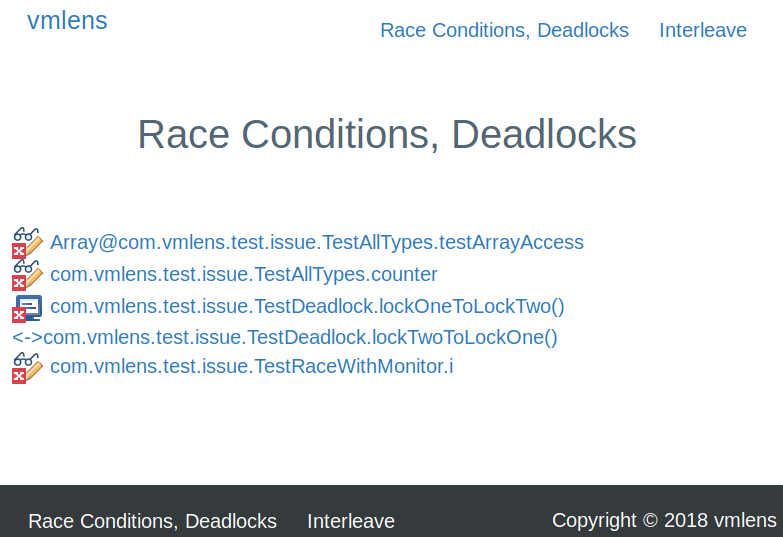 vmlens
Race Conditions, Deadlocks Interleave
Race Conditions, Deadlocks
Array@com.vmlens.test.issue.TestAllTypes.testArrayAccess
com.vmlens.test.issue.TestAllTypes.counter
com.vmlens.test.issue.TestDeadlock.lockOneToLockTwo()
<->com.vmlens.test.issue.TestDeadlock.lockTwoToLockOne()
com.vmlens.test.issue.TestRaceWithMonitor.i
Race Conditions, Deadlocks Interleave Copyright © 2018 vmlens